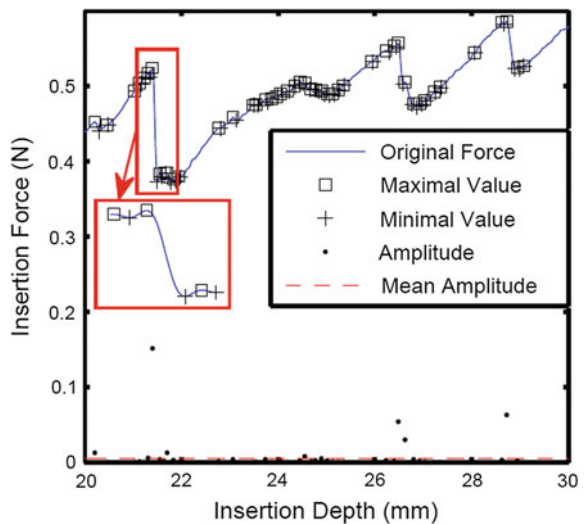 Insertion Force (N)
0.5
0.4
0.3
0.2
0.1
0
Original Force
Maximal Value
Minimal Value
Amplitude
Mean Amplitude
20
22
24
26
28
30
Insertion Depth (mm)